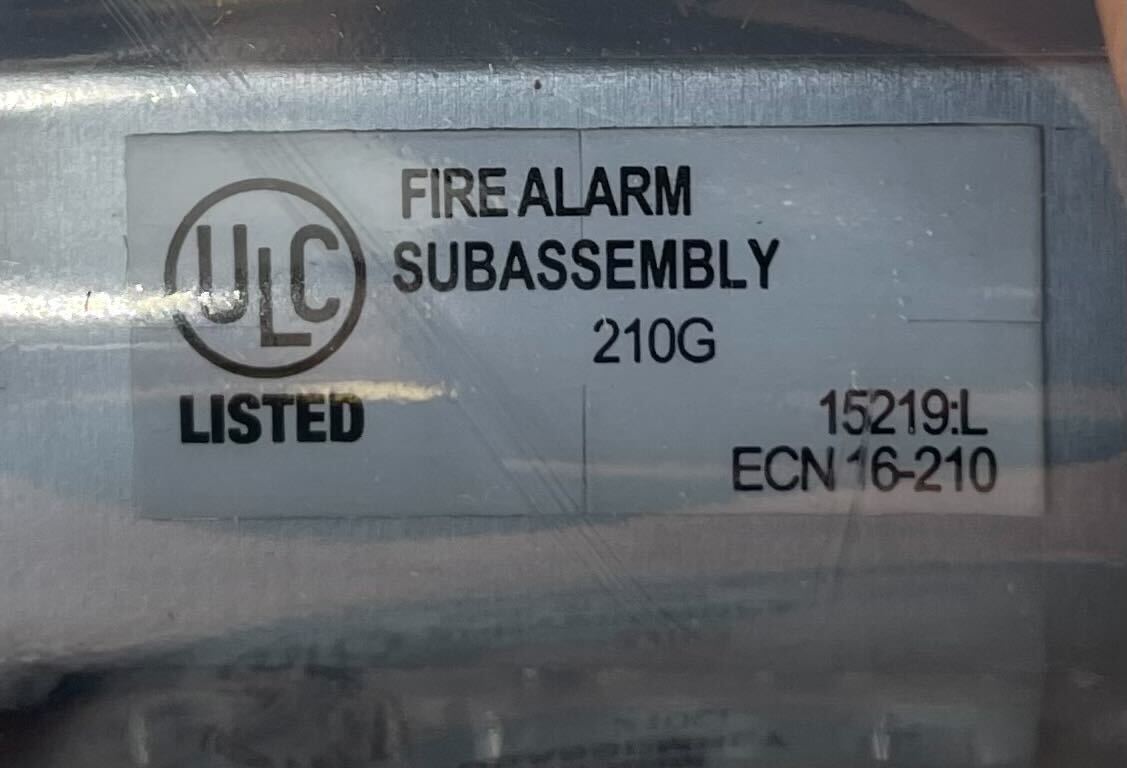 ULC
LISTED
FIRE ALARM
SUBASSEMBLY
210G
15219:L
ECN 16-210